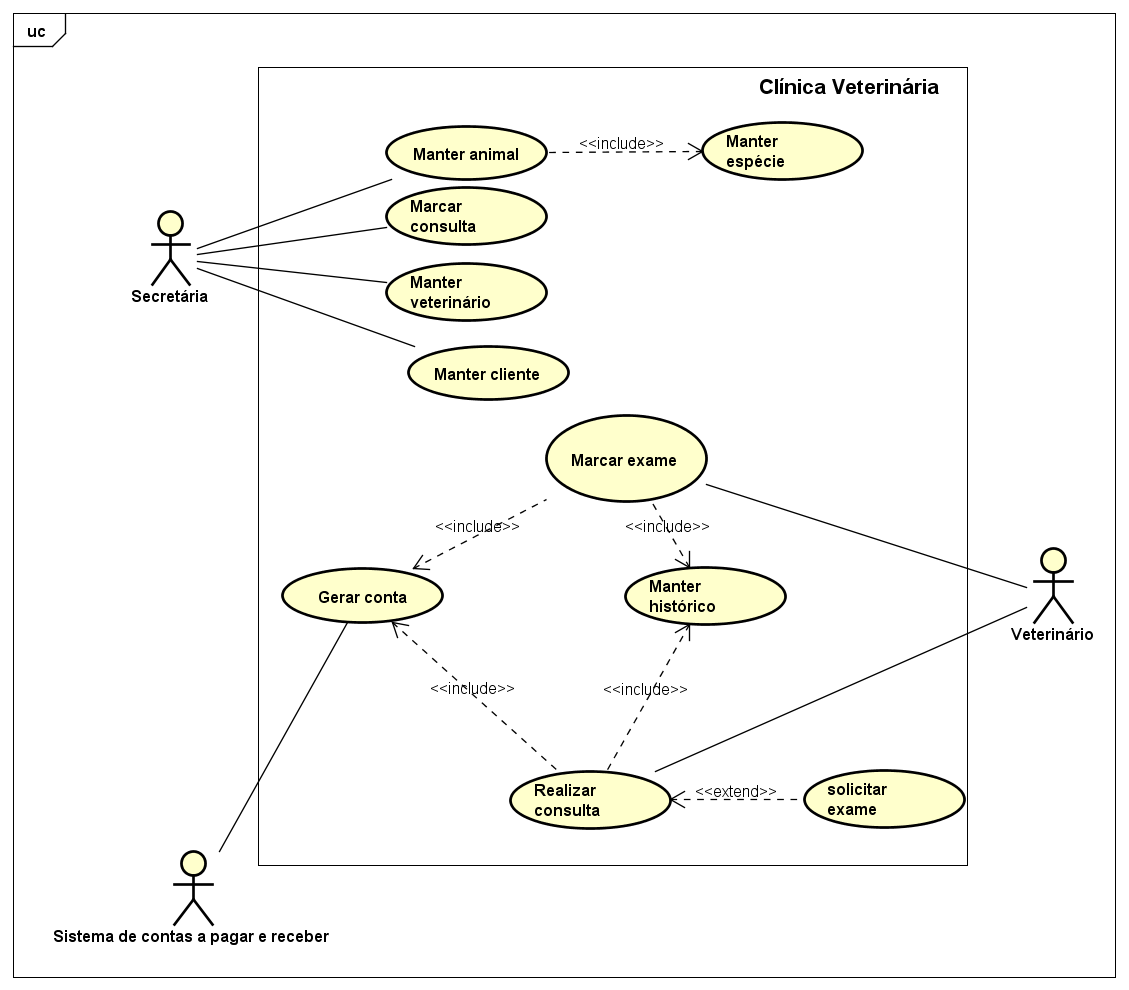 uc
Clínica Veterinária
Manter animal
<<include>>
Manter
espécie
Marcar
consulta
Secretária
Manter
veterinário
Manter cliente
Marcar exame
<<include>>
<<include>>
Gerar conta
Manter
histórico
Veterinário
<<include>>
<<include>>
Realizar
consulta
<<extend>>
solicitar
exame
Sistema de contas a pagar e receber